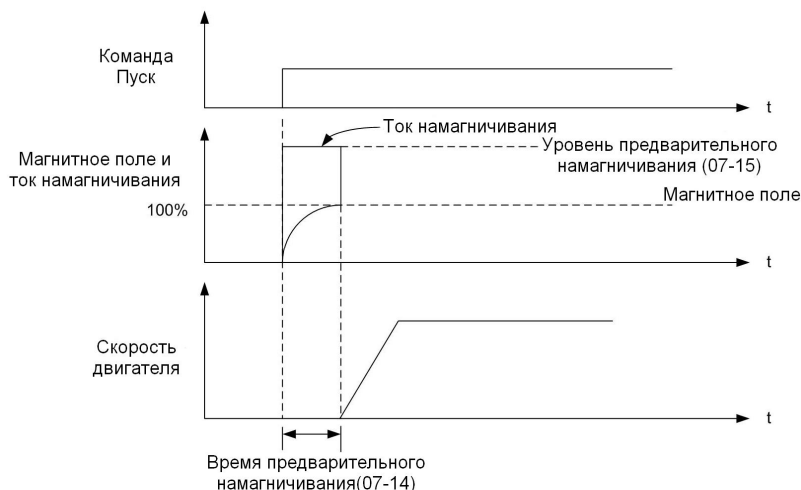 Команда
Пуск
t
Ток намагничивания
Уровень предварительного
намагничивания (07-15)
Магнитное поле и
ток намагничивания
Магнитное поле
100%
t
Скорость
двигателя
t
Время предварительного
намагничивания(07-14)